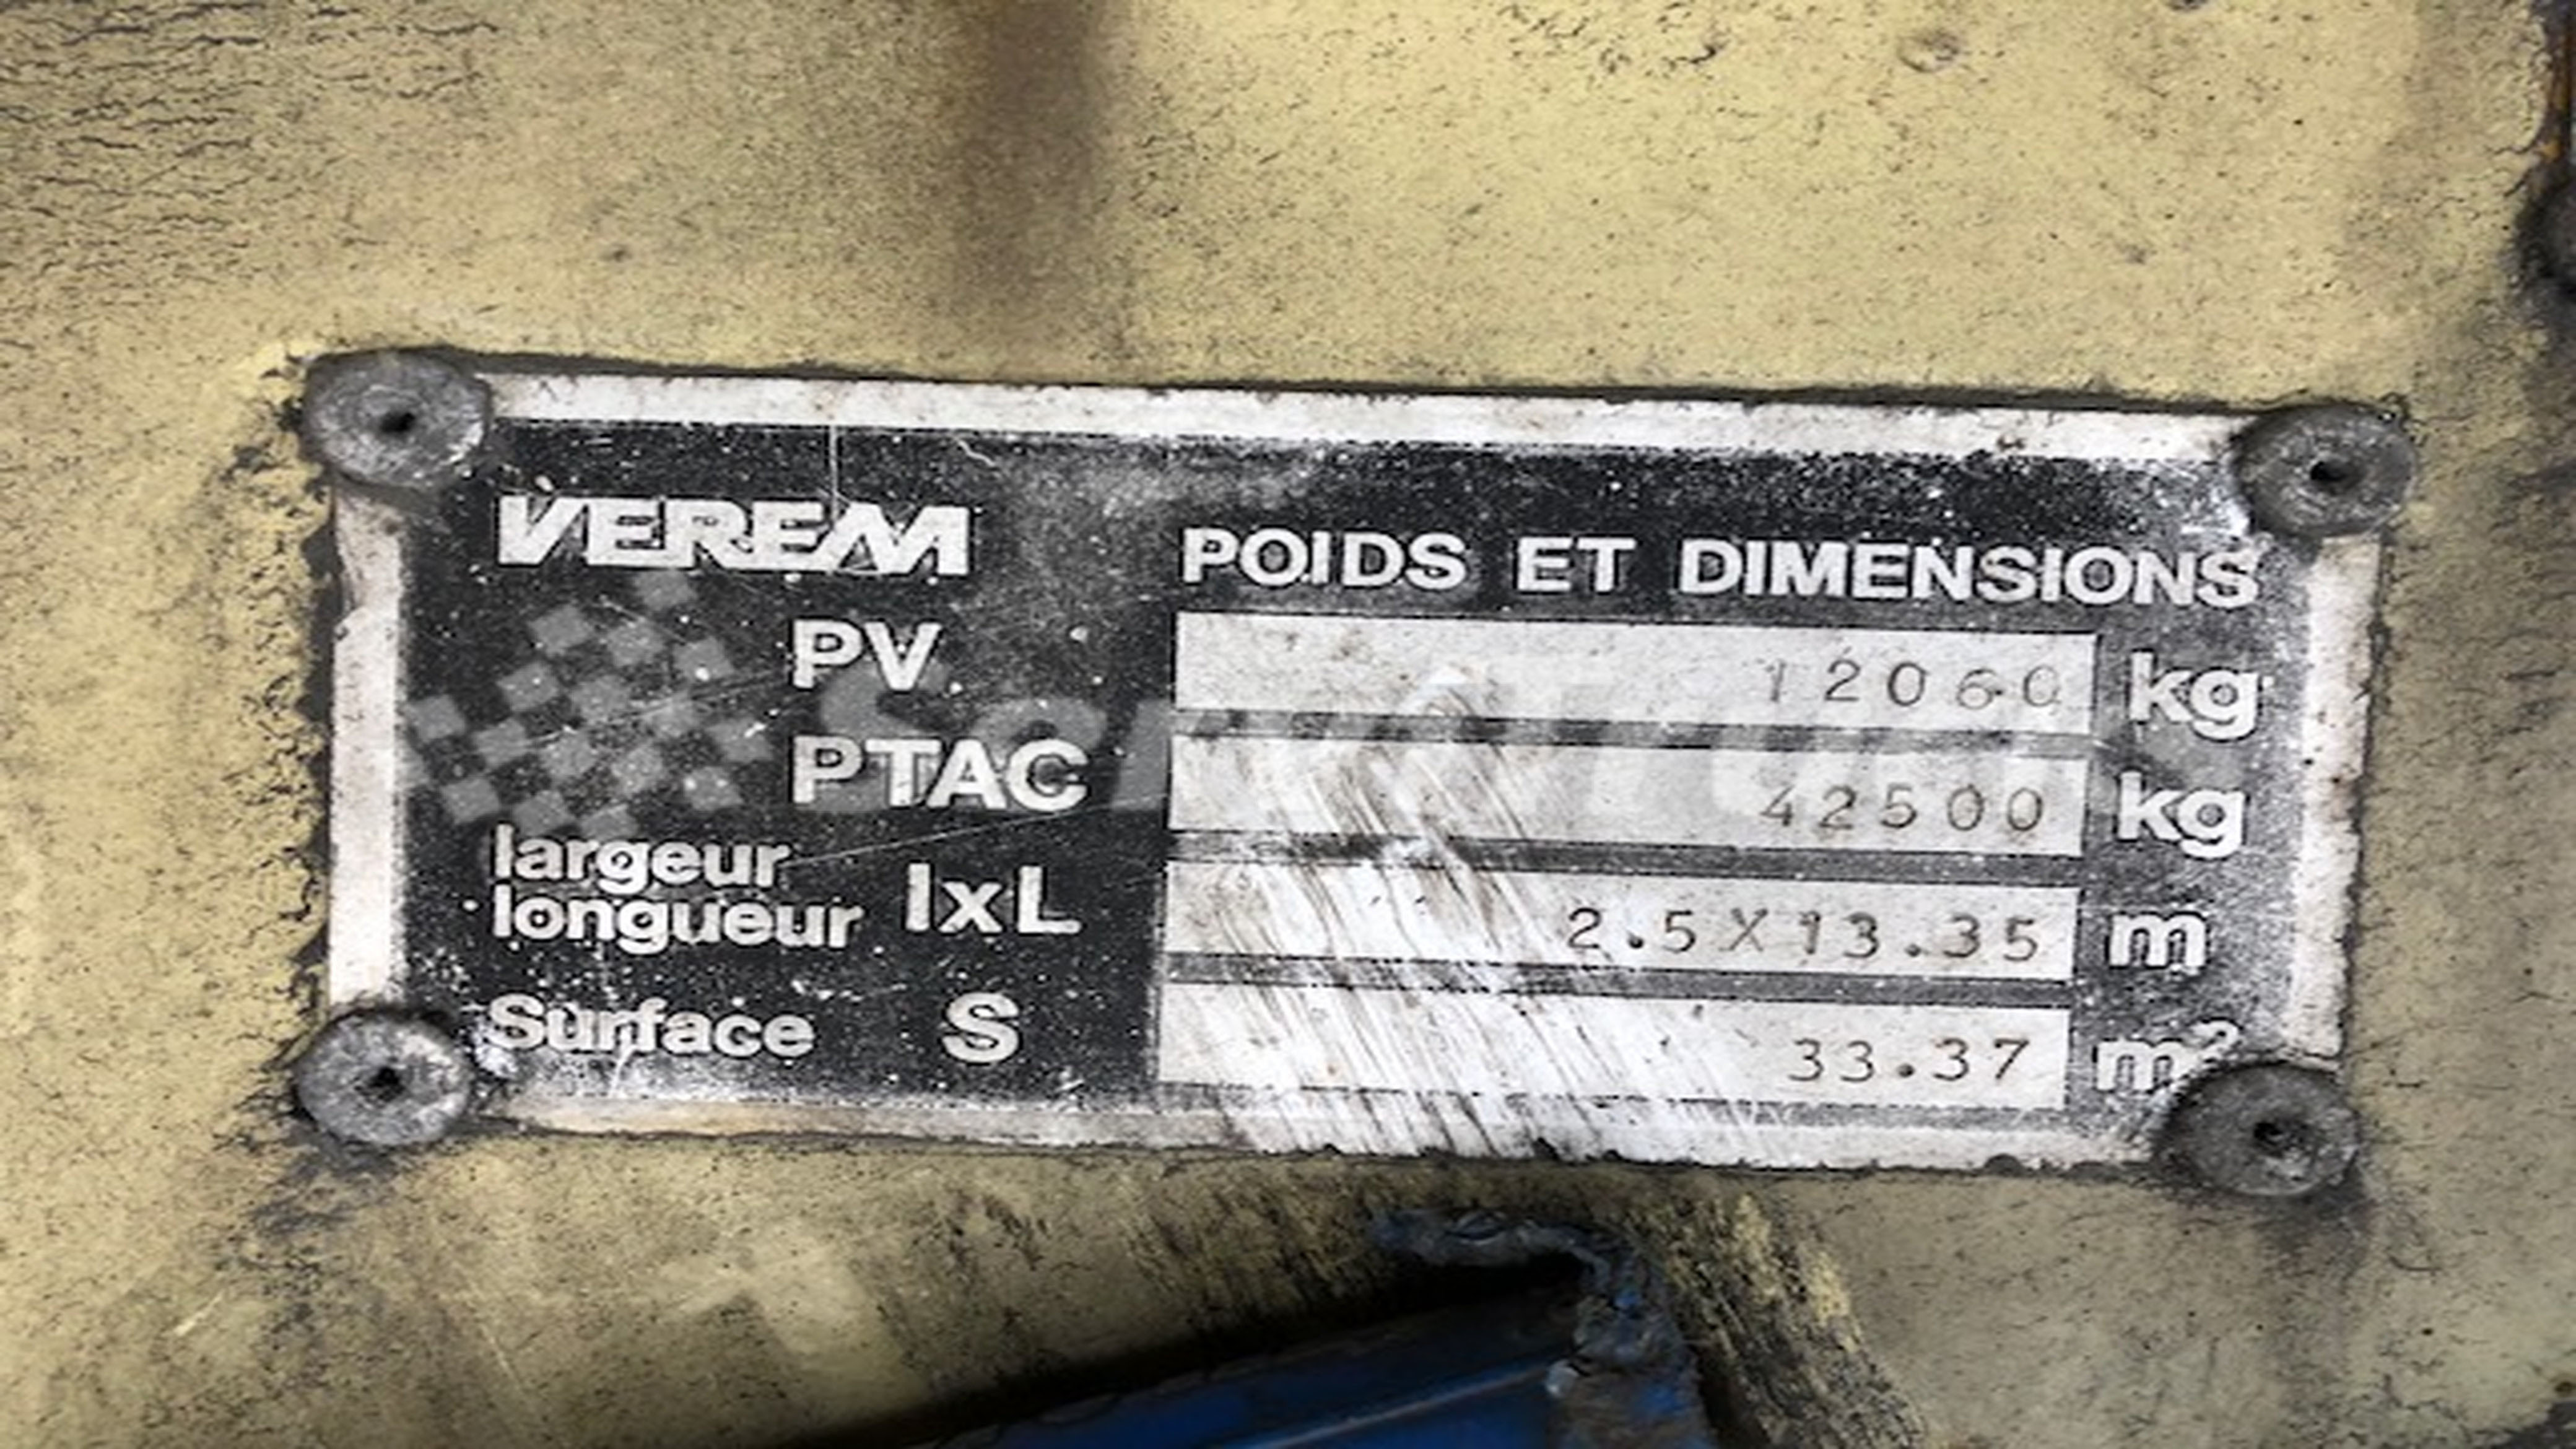 VEREM
POIDS ET DIMENSIONS
PV 12060 kg
PTAC 42500 kg
largeur
longueur lxL 2.5X13.35 m
Surface S 33.37 m²